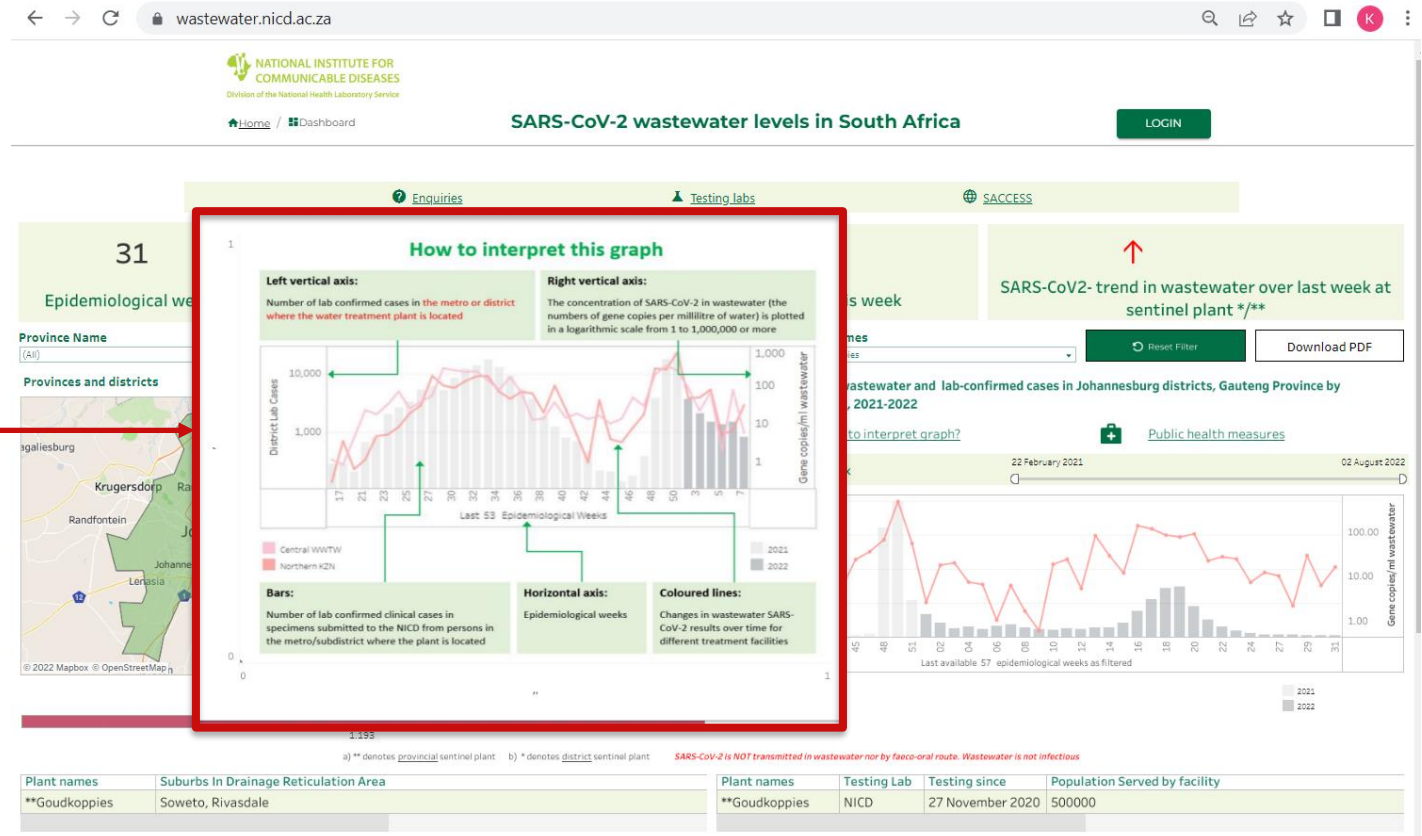 wastewater.nicd.ac.za
K
NATIONAL INSTITUTE FOR
COMMUNICABLE DISEASES
Division of the National Health Laboratory Service
Home / Dashboard
SARS-CoV-2 wastewater levels in South Africa
LOGIN
Enquiries
Testing labs
SACCESS
31
Epidemiological we
s week
SARS-CoV2- trend in wastewater over last week at
sentinel plant */**
Province Name
(All)
mes
Reset Filter
Download PDF
Provinces and districts
agaliesburg
Krugersdorp
Randfontein
Johanne
Lenasia
12
1
© 2022 Mapbox © OpenStreetMap
How to interpret this graph
Left vertical axis:
Number of lab confirmed cases in the metro or district
where the water treatment plant is located
Right vertical axis:
The concentration of SARS-CoV-2 in wastewater (the
numbers of gene copies per millilitre of water) is plotted
in a logarithmic scale from 1 to 1,000,000 or more
1
0
0
1
District Lab Cases
10,000
1,000
1,000
100
10
1
Gene copies/ml wastewater
17 21 23 25 27 30 32 34 36 38 40 42 44 46 48 50 3 5 7
Last 53 Epidemiological Weeks
Central WWTW
Northern KZN
2021
2022
Bars:
Number of lab confirmed clinical cases in
specimens submitted to the NICD from persons in
the metro/subdistrict where the plant is located
Horizontal axis:
Epidemiological weeks
Coloured lines:
Changes in wastewater SARS-
CoV-2 results over time for
different treatment facilities
wastewater and lab-confirmed cases in Johannesburg districts, Gauteng Province by
, 2021-2022
to interpret graph?
Public health measures
22 February 2021
02 August 2022
100.00
10.00
1.00
Gene copies/ml wastewater
45 48 51 02 04 06 08 10 12 14 16 18 20 22 24 27 29 31
Last available 57 epidemiological weeks as filtered
2021
2022
1.193
a) ** denotes provincial sentinel plant b) * denotes district sentinel plant SARS-CoV-2 is NOT transmitted in wastewater nor by faeco-oral route. Wastewater is not infectious
Plant names Suburbs In Drainage Reticulation Area
**Goudkoppies Soweto, Rivasdale
Plant names Testing Lab Testing since Population Served by facility
**Goudkoppies NICD 27 November 2020 500000